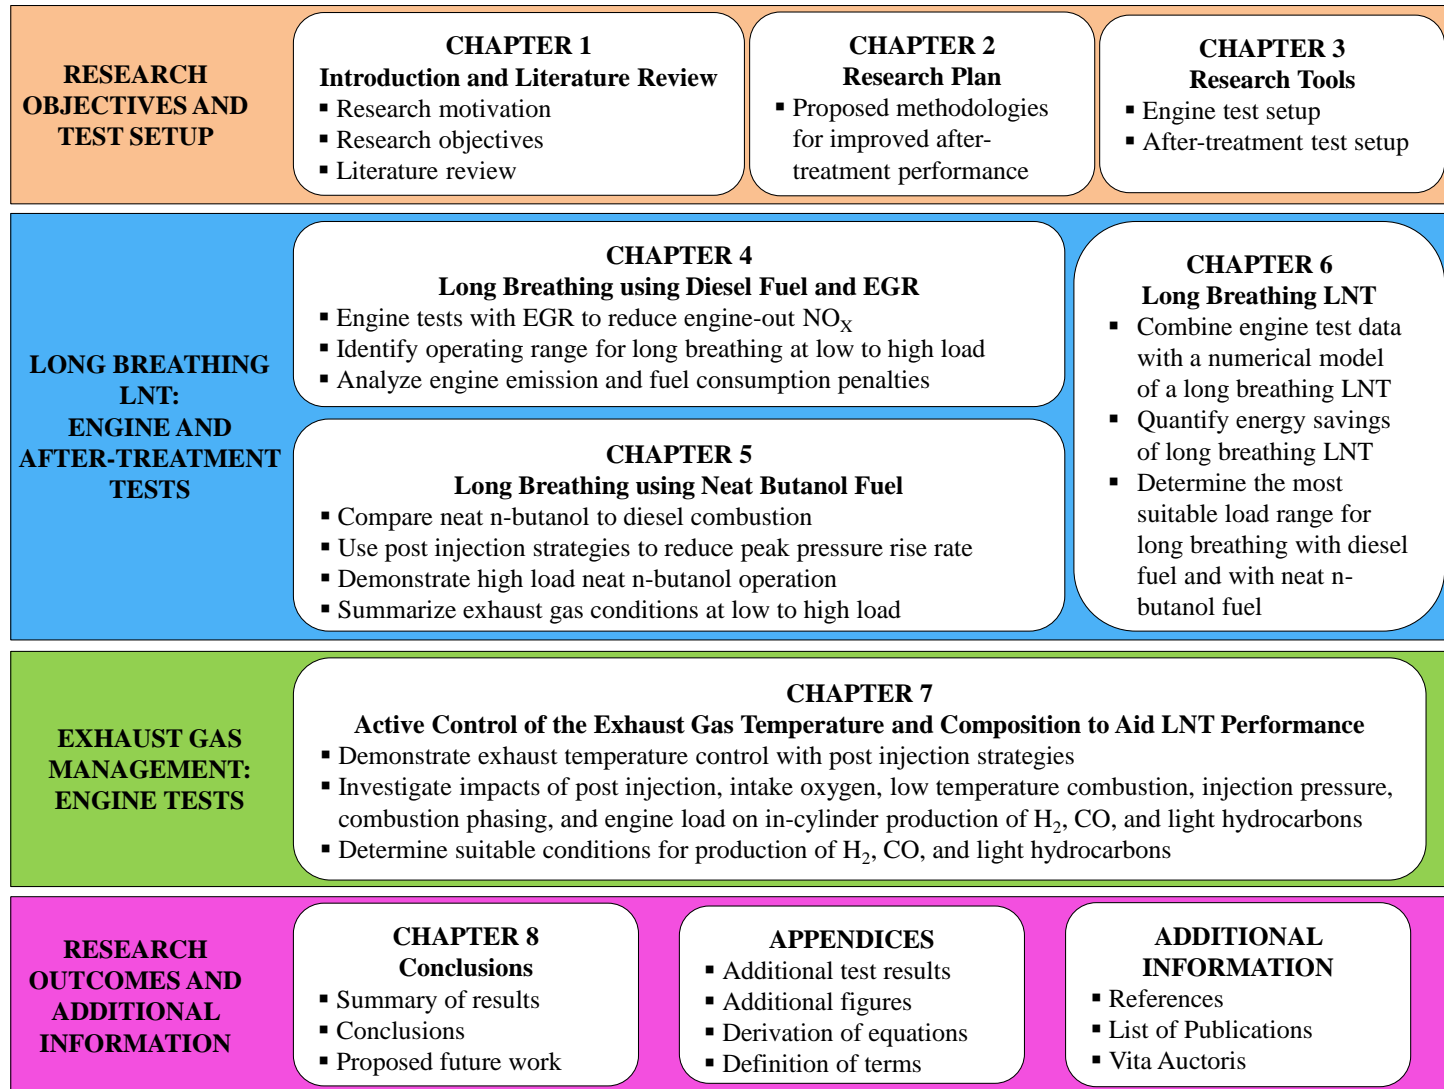 RESEARCH
OBJECTIVES AND
TEST SETUP
CHAPTER 1
Introduction and Literature Review
▪ Research motivation
▪ Research objectives
▪ Literature review
CHAPTER 2
Research Plan
▪ Proposed methodologies
for improved after-
treatment performance
CHAPTER 3
Research Tools
▪ Engine test setup
▪ After-treatment test setup
LONG BREATHING
LNT:
ENGINE AND
AFTER-TREATMENT
TESTS
CHAPTER 4
Long Breathing using Diesel Fuel and EGR
▪ Engine tests with EGR to reduce engine-out NOX
▪ Identify operating range for long breathing at low to high load
▪ Analyze engine emission and fuel consumption penalties
CHAPTER 5
Long Breathing using Neat Butanol Fuel
▪ Compare neat n-butanol to diesel combustion
▪ Use post injection strategies to reduce peak pressure rise rate
▪ Demonstrate high load neat n-butanol operation
▪ Summarize exhaust gas conditions at low to high load
CHAPTER 6
Long Breathing LNT
▪ Combine engine test data
with a numerical model
of a long breathing LNT
▪ Quantify energy savings
of long breathing LNT
▪ Determine the most
suitable load range for
long breathing with diesel
fuel and with neat n-
butanol fuel
EXHAUST GAS
MANAGEMENT:
ENGINE TESTS
CHAPTER 7
Active Control of the Exhaust Gas Temperature and Composition to Aid LNT Performance
▪ Demonstrate exhaust temperature control with post injection strategies
▪ Investigate impacts of post injection, intake oxygen, low temperature combustion, injection pressure,
combustion phasing, and engine load on in-cylinder production of H2, CO, and light hydrocarbons
▪ Determine suitable conditions for production of H2, CO, and light hydrocarbons
RESEARCH
OUTCOMES AND
ADDITIONAL
INFORMATION
CHAPTER 8
Conclusions
▪ Summary of results
▪ Conclusions
▪ Proposed future work
APPENDICES
▪ Additional test results
▪ Additional figures
▪ Derivation of equations
▪ Definition of terms
ADDITIONAL
INFORMATION
▪ References
▪ List of Publications
▪ Vita Auctoris